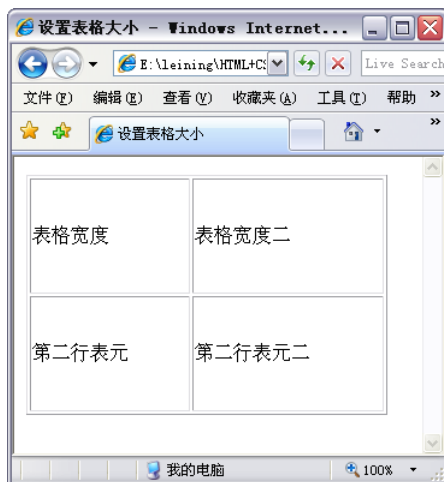 设置表格大小 - Windows Internet...
E:\leining\HTML+C
Live Search
文件(F) 编辑(E) 查看(V) 收藏夹(A) 工具(T) 帮助 »
设置表格大小 »
表格宽度 表格宽度二
第二行表元 第二行表元二
我的电脑 100%